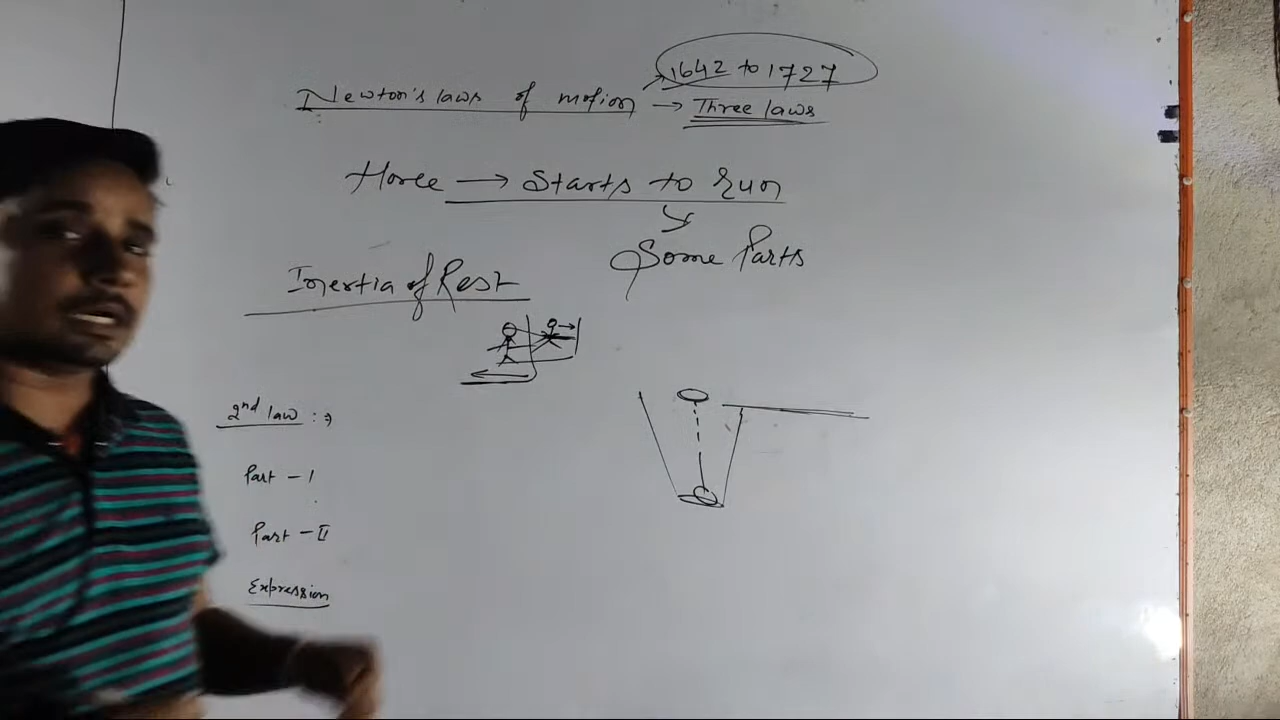 1642 to 1727
Newton's laws of motion → Three laws
Horce → Starts to Run
Some Parts
Inertia of Rest
2nd law :→
Part - I
Part - II
Expression